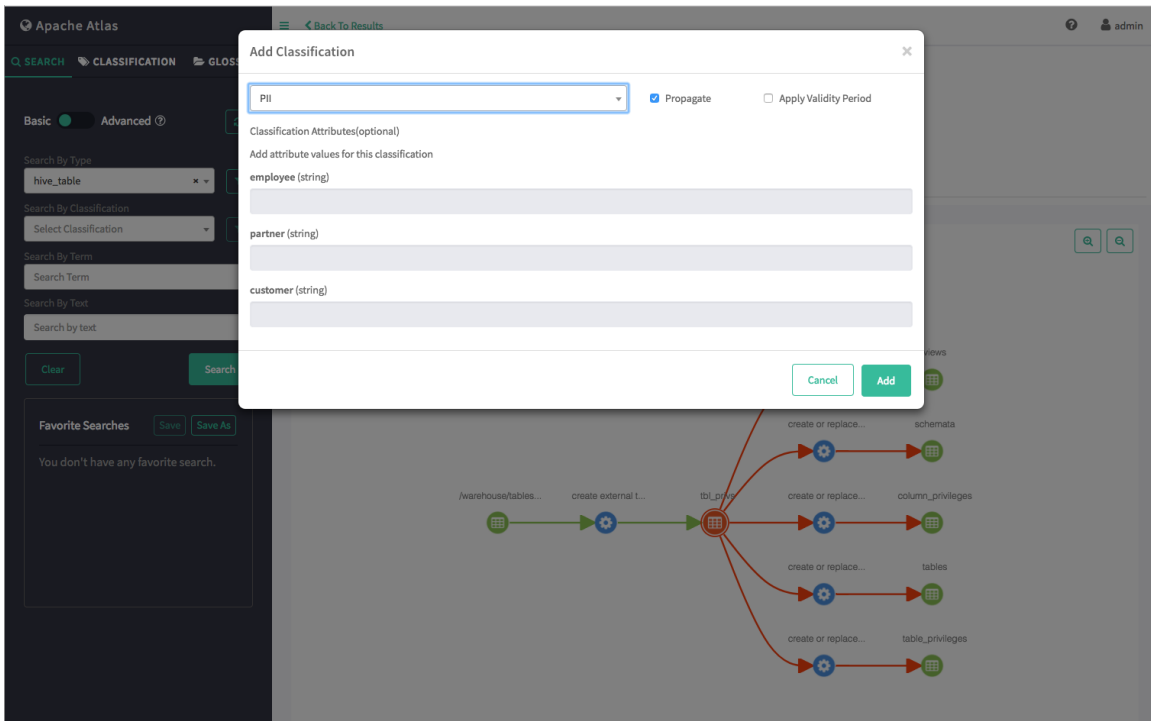 Apache Atlas
Back To Results
admin
SEARCH CLASSIFICATION GLOSS
Add Classification
PII
Propagate
Apply Validity Period
Classification Attributes(optional)
Add attribute values for this classification
employee (string)
partner (string)
customer (string)
Cancel
Add
Basic
Advanced
Search By Type
hive_table
Search By Classification
Select Classification
Search By Term
Search Term
Search By Text
Search by text
Clear
Search
Favorite Searches
Save
Save As
You don't have any favorite search.
views
create or replace...
schemata
/warehouse/tables...
create external t...
tbl_privs
create or replace...
column_privileges
create or replace...
tables
create or replace...
table_privileges